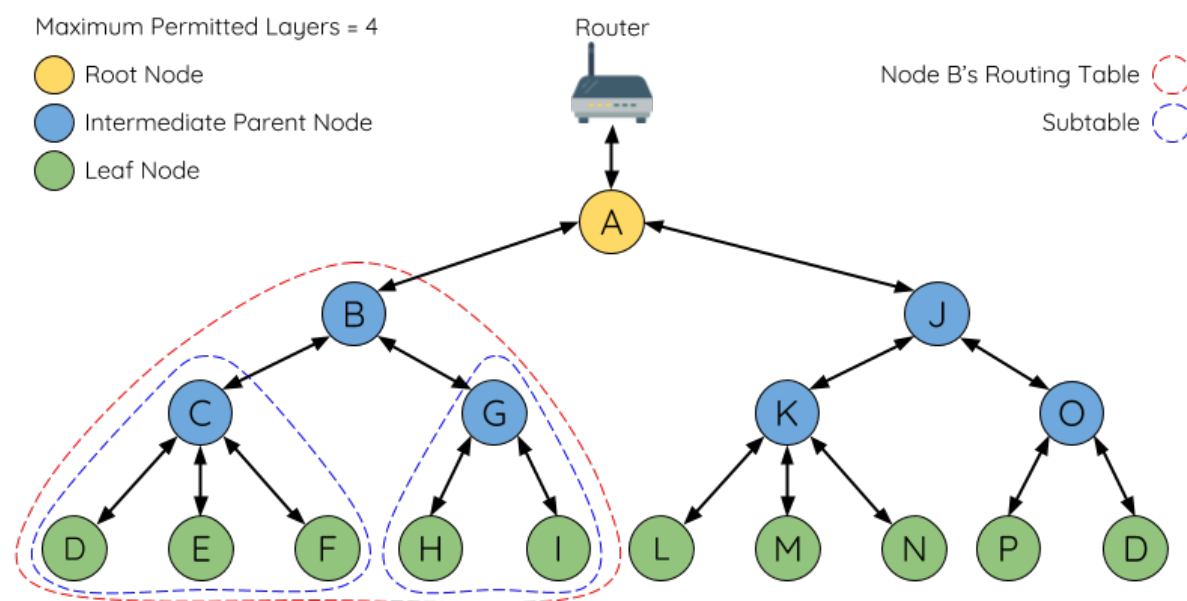 Maximum Permitted Layers = 4
Root Node
Intermediate Parent Node
Leaf Node
Router
Node B's Routing Table
Subtable
A
B
J
C
G
K
O
D
E
F
H
I
L
M
N
P
D